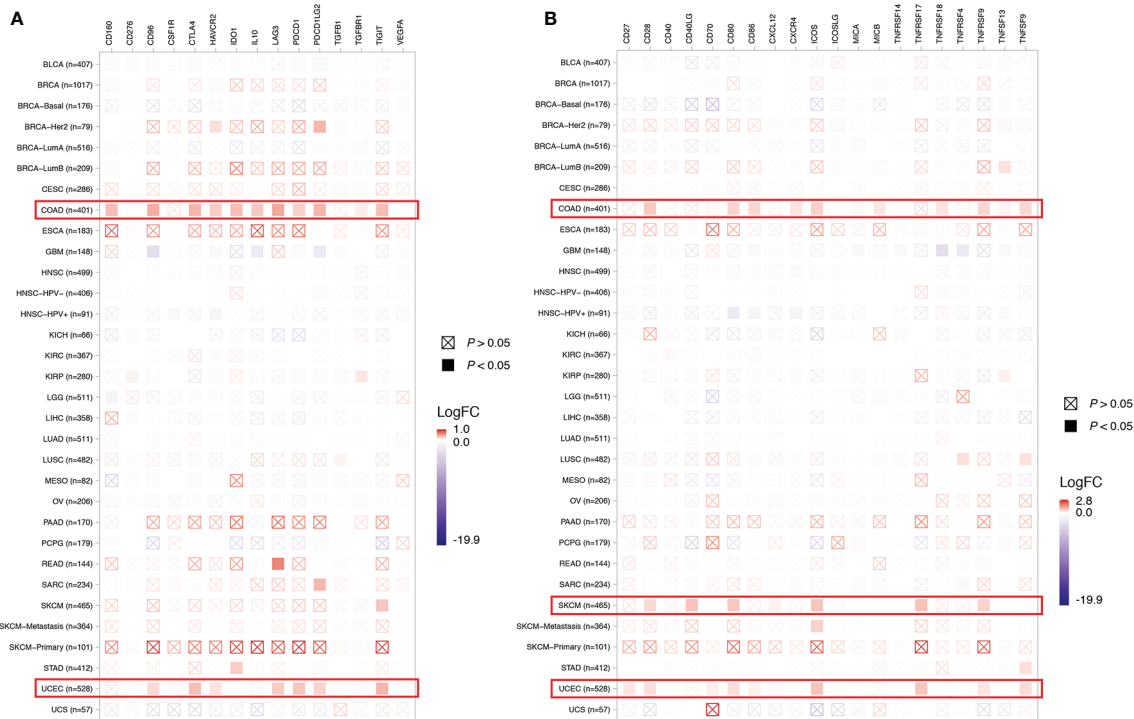 A
CD160
CD276
CD96
CSF1R
CTLA4
HAVCR2
IDO1
IL10
LAG3
PDCD1
PDCD1LG2
TGFB1
TGFBR1
TIGIT
VEGFA
BLCA (n=407)
BRCA (n=1017)
BRCA−Basal (n=176)
BRCA−Her2 (n=79)
BRCA−LumA (n=516)
BRCA−LumB (n=209)
CESC (n=286)
COAD (n=401)
ESCA (n=183)
GBM (n=148)
HNSC (n=499)
HNSC−HPV− (n=406)
HNSC−HPV+ (n=91)
KICH (n=66)
KIRC (n=367)
KIRP (n=280)
LGG (n=511)
LIHC (n=358)
LUAD (n=511)
LUSC (n=482)
MESO (n=82)
OV (n=206)
PAAD (n=170)
PCPG (n=179)
READ (n=144)
SARC (n=234)
SKCM (n=465)
SKCM−Metastasis (n=364)
SKCM−Primary (n=101)
STAD (n=412)
UCEC (n=528)
UCS (n=57)
P > 0.05
P < 0.05
LogFC
1.0
0.0
-19.9
B
CD27
CD28
CD40
CD40LG
CD70
CD80
CD86
CXCL12
CXCR4
ICOS
ICOSLG
MICA
MICB
TNFRSF14
TNFRSF17
TNFRSF18
TNFRSF4
TNFRSF9
TNFSF13
TNFSF9
BLCA (n=407)
BRCA (n=1017)
BRCA−Basal (n=176)
BRCA−Her2 (n=79)
BRCA−LumA (n=516)
BRCA−LumB (n=209)
CESC (n=286)
COAD (n=401)
ESCA (n=183)
GBM (n=148)
HNSC (n=499)
HNSC−HPV− (n=406)
HNSC−HPV+ (n=91)
KICH (n=66)
KIRC (n=367)
KIRP (n=280)
LGG (n=511)
LIHC (n=358)
LUAD (n=511)
LUSC (n=482)
MESO (n=82)
OV (n=206)
PAAD (n=170)
PCPG (n=179)
READ (n=144)
SARC (n=234)
SKCM (n=465)
SKCM−Metastasis (n=364)
SKCM−Primary (n=101)
STAD (n=412)
UCEC (n=528)
UCS (n=57)
P > 0.05
P < 0.05
LogFC
2.8
0.0
-19.9